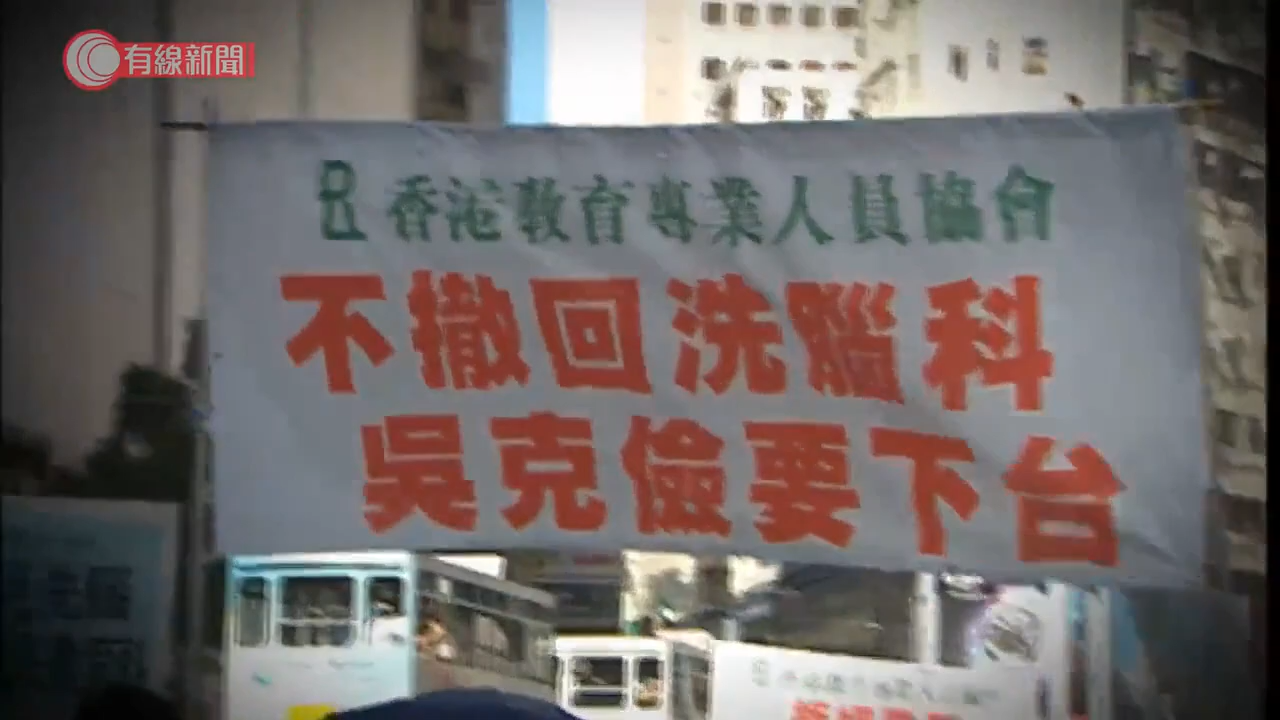 有線新聞
香港教育專業人員協會
不撤回洗腦科
吳克儉要下台